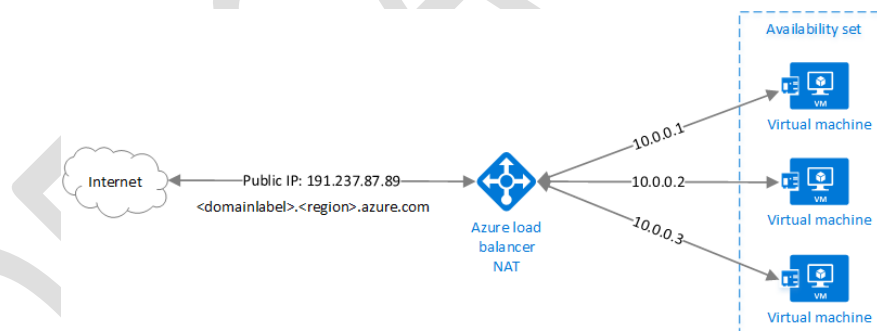 Availability set
VM
Virtual machine
10.0.0.1
Internet
Public IP: 191.237.87.89
<domainlabel>.<region>.azure.com
10.0.0.2
VM
Virtual machine
Azure load
balancer
NAT
10.0.0.3
VM
Virtual machine